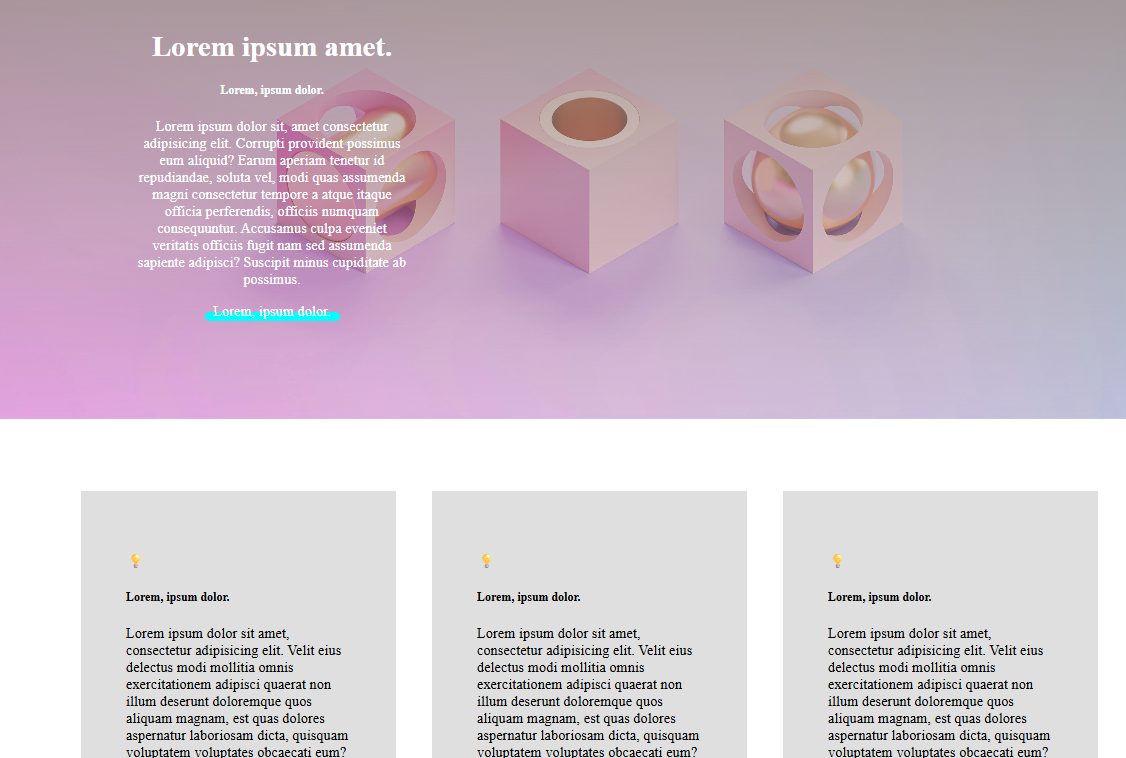 Lorem ipsum amet.
Lorem, ipsum dolor.
Lorem ipsum dolor sit, amet consectetur
adipisicing elit. Corrupti provident possimus
eum aliquid? Earum aperiam tenetur id
repudiandae, soluta vel, modi quas assumenda
magni consectetur tempore a atque itaque
officia perferendis, officiis numquam
consequuntur. Accusamus culpa eveniet
veritatis officiis fugit nam sed assumenda
sapiente adipisci? Suscipit minus cupiditate ab
possimus.
Lorem, ipsum dolor.
Lorem, ipsum dolor.
Lorem ipsum dolor sit amet,
consectetur adipisicing elit. Velit eius
delectus modi mollitia omnis
exercitationem adipisci quaerat non
illum deserunt doloremque quos
aliquam magnam, est quas dolores
aspernatur laboriosam dicta, quisquam
voluptatem voluptates obcaecati eum?
Lorem, ipsum dolor.
Lorem ipsum dolor sit amet,
consectetur adipisicing elit. Velit eius
delectus modi mollitia omnis
exercitationem adipisci quaerat non
illum deserunt doloremque quos
aliquam magnam, est quas dolores
aspernatur laboriosam dicta, quisquam
voluptatem voluptates obcaecati eum?
Lorem, ipsum dolor.
Lorem ipsum dolor sit amet,
consectetur adipisicing elit. Velit eius
delectus modi mollitia omnis
exercitationem adipisci quaerat non
illum deserunt doloremque quos
aliquam magnam, est quas dolores
aspernatur laboriosam dicta, quisquam
voluptatem voluptates obcaecati eum?